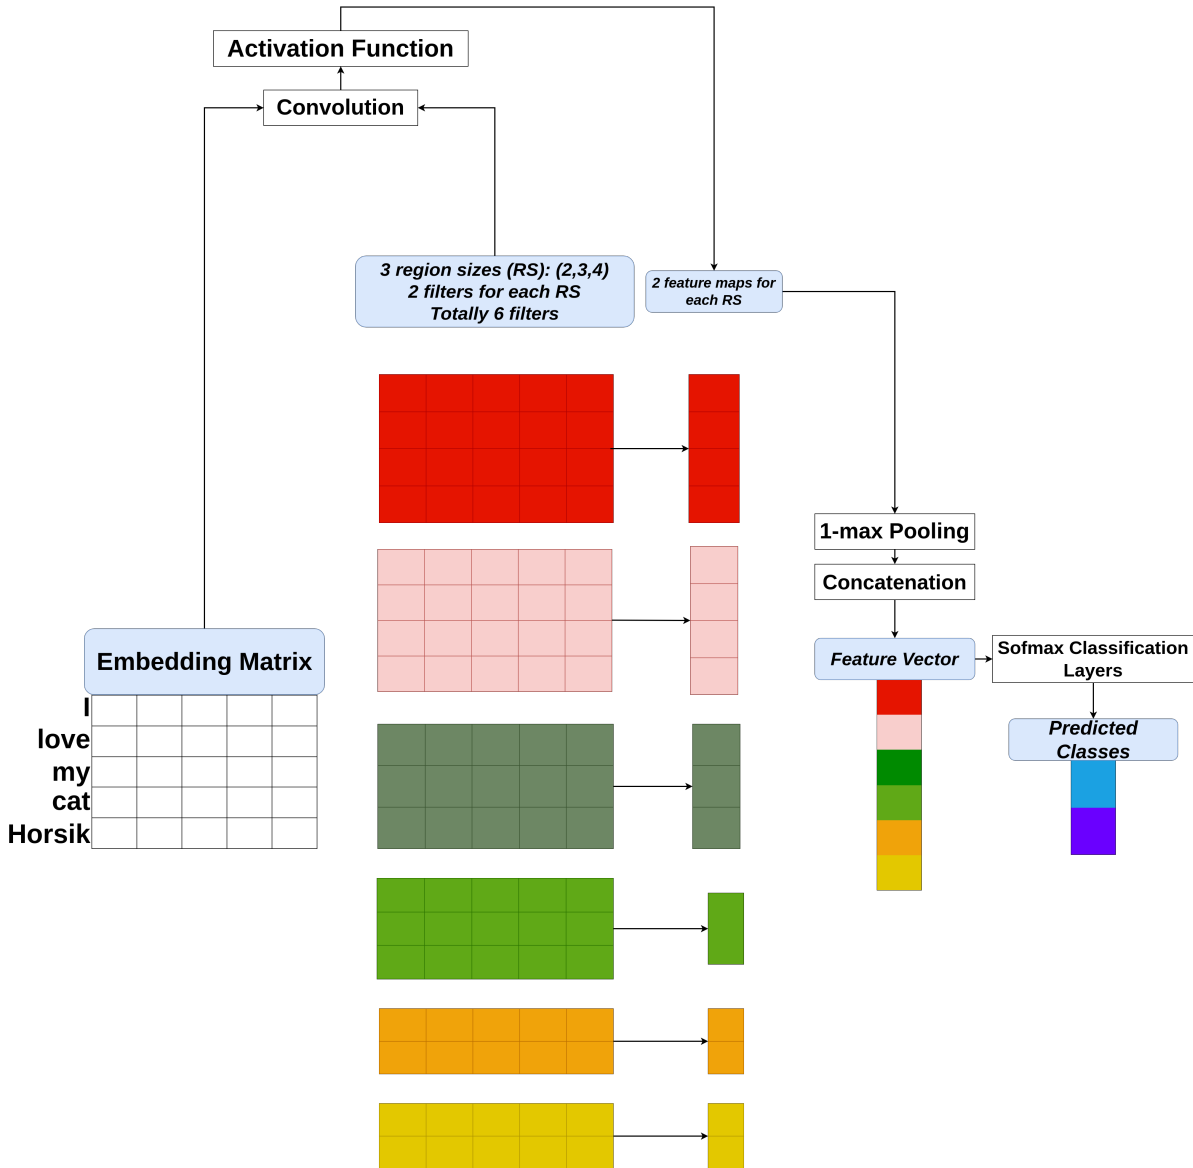 Activation Function
Convolution
3 region sizes (RS): (2,3,4)
2 filters for each RS
Totally 6 filters
2 feature maps for
each RS
1-max Pooling
Concatenation
Embedding Matrix
I
love
my
cat
Horsik
Feature Vector
Sofmax Classification
Layers
Predicted
Classes